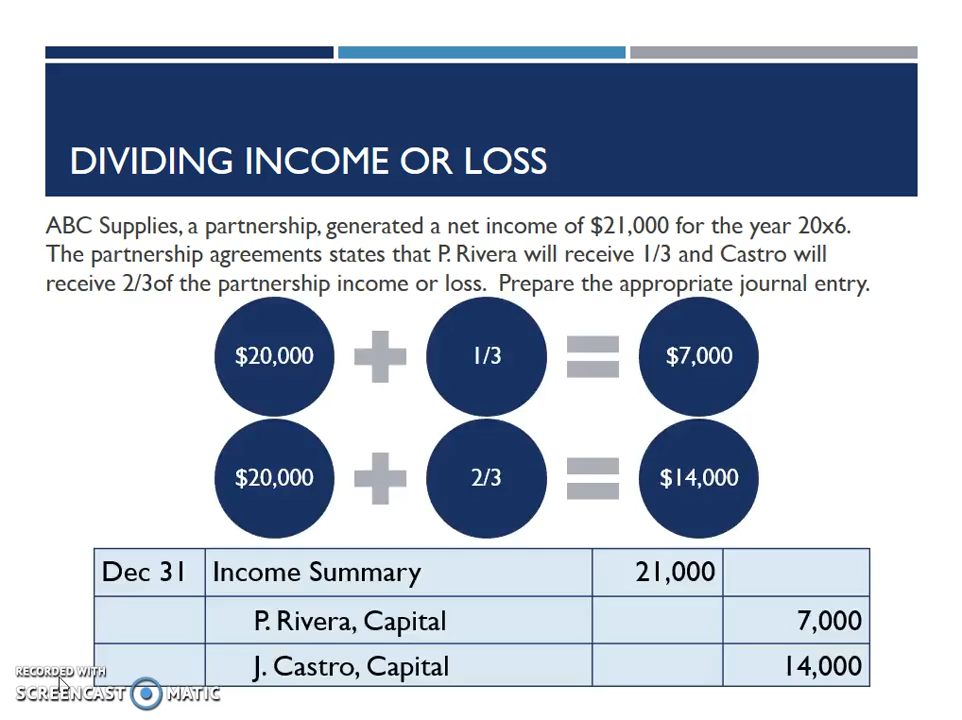 DIVIDING INCOME OR LOSS
ABC Supplies, a partnership, generated a net income of $21,000 for the year 20x6.
The partnership agreements states that P. Rivera will receive 1/3 and Castro will
receive 2/3of the partnership income or loss. Prepare the appropriate journal entry.
$20,000 + 1/3 = $7,000
$20,000 + 2/3 = $14,000
Dec 31 Income Summary 21,000
P. Rivera, Capital 7,000
J. Castro, Capital 14,000
RECORDED WITH
SCREENCAST MATIC